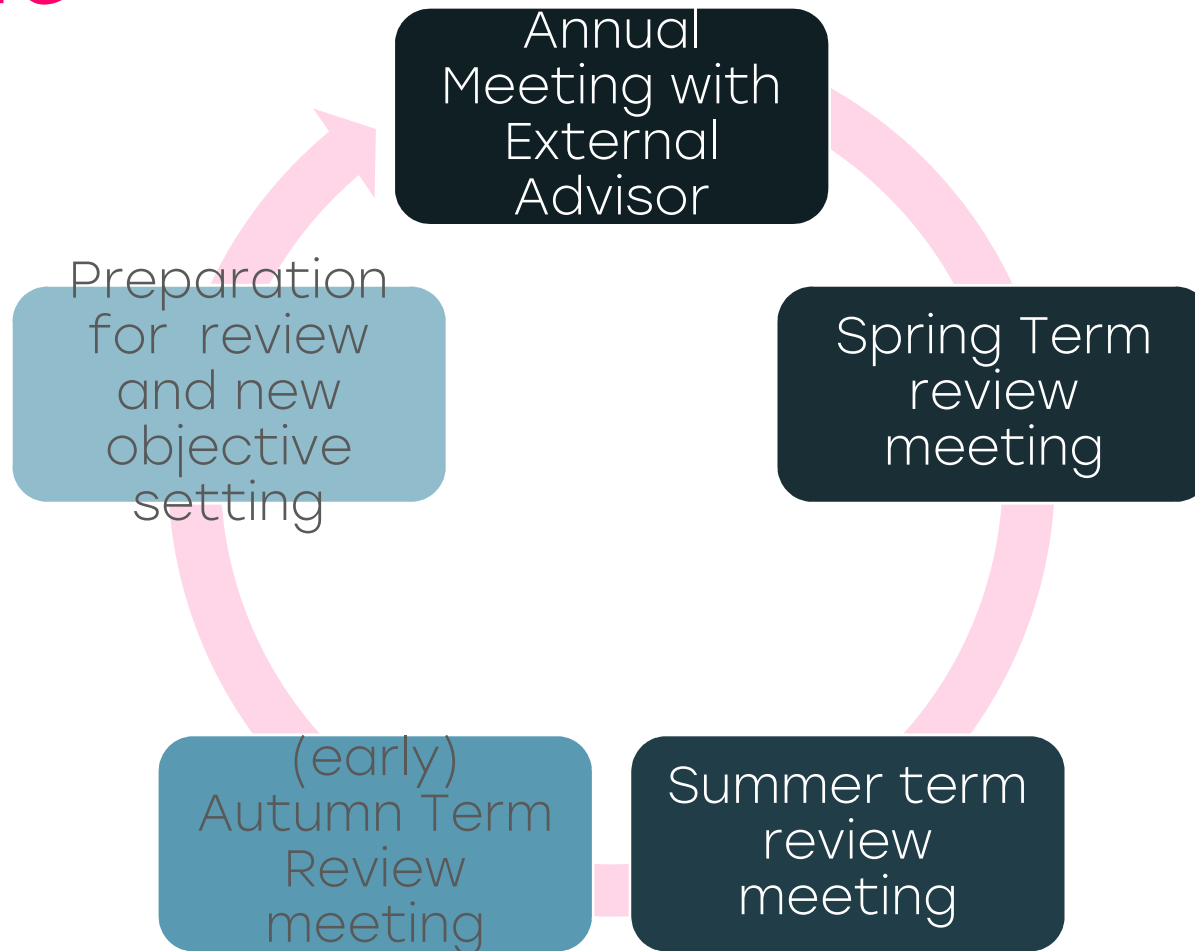 Annual
Meeting with
External
Advisor
Spring Term
review
meeting
Summer term
review
meeting
(early)
Autumn Term
Review
meeting
Preparation
for  review
and new
objective
setting